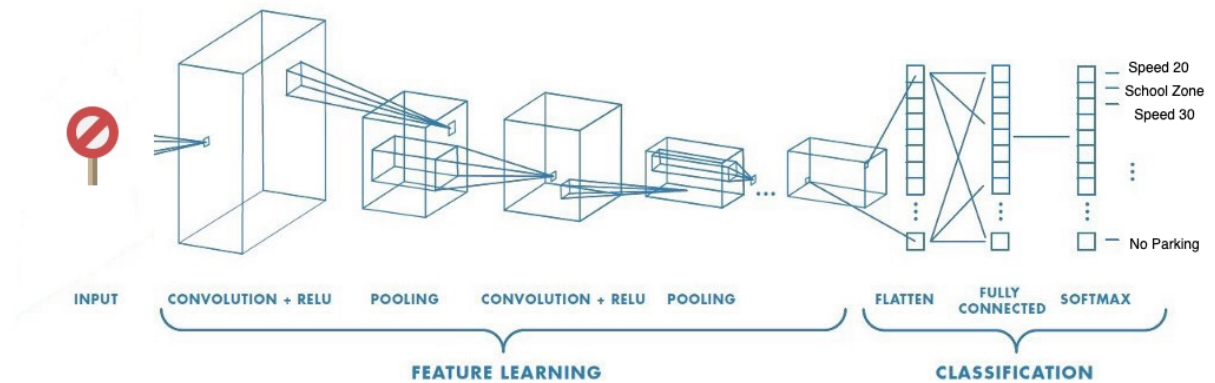 Speed 20
School Zone
Speed 30
No Parking
INPUT
CONVOLUTION + RELU
POOLING
CONVOLUTION + RELU
POOLING
FLATTEN
FULLY
CONNECTED
SOFTMAX
FEATURE LEARNING
CLASSIFICATION